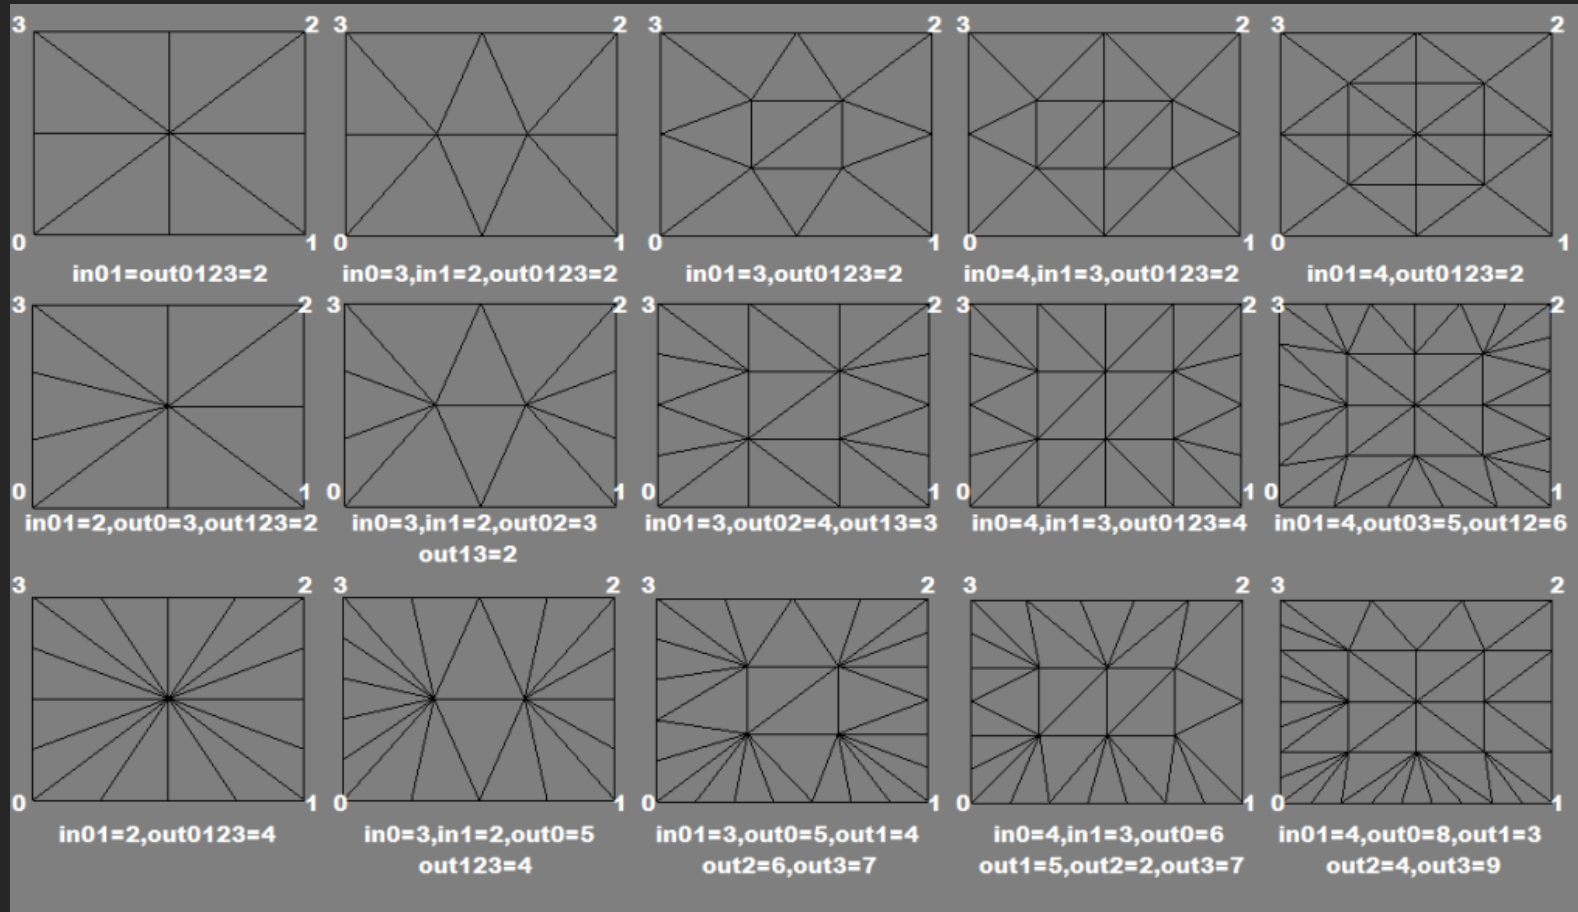 3 2 3 2 3 2 3 2 3 2
0 1 0 1 0 1 0 1 0 1
in01=out0123=2 in0=3,in1=2,out0123=2 in01=3,out0123=2 in0=4,in1=3,out0123=2 in01=4,out0123=2
3 2 3 2 3 2 3 2 3 2
0 1 0 1 0 1 0 1 0 1
in01=2,out0=3,out123=2 in0=3,in1=2,out02=3 in01=3,out02=4,out13=3 in0=4,in1=3,out0123=4 in01=4,out03=5,out12=6
out13=2
3 2 3 2 3 2 3 2 3 2
0 1 0 1 0 1 0 1 0 1
in01=2,out0123=4 in0=3,in1=2,out0=5 in01=3,out0=5,out1=4 in0=4,in1=3,out0=6 in01=4,out0=8,out1=3
out123=4 out2=6,out3=7 out1=5,out2=2,out3=7 out2=4,out3=9